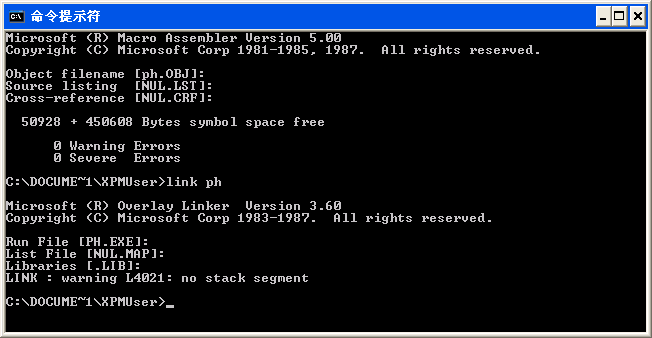 命令提示符
Microsoft (R) Macro Assembler Version 5.00
Copyright (C) Microsoft Corp 1981-1985, 1987.  All rights reserved.
Object filename [ph.OBJ]:
Source listing  [NUL.LST]:
Cross-reference [NUL.CRF]:
50928 + 450608 Bytes symbol space free
0 Warning Errors
0 Severe  Errors
C:\DOCUME~1\XPMUser>link ph
Microsoft (R) Overlay Linker  Version 3.60
Copyright (C) Microsoft Corp 1983-1987.  All rights reserved.
Run File [PH.EXE]:
List File [NUL.MAP]:
Libraries [.LIB]:
LINK : warning L4021: no stack segment
C:\DOCUME~1\XPMUser>_